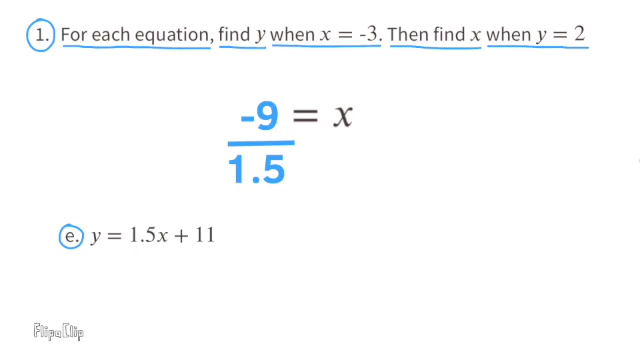 1. For each equation, find y when x = -3. Then find x when y = 2
-9
1.5 = x
e. y = 1.5x + 11
FlipaClip